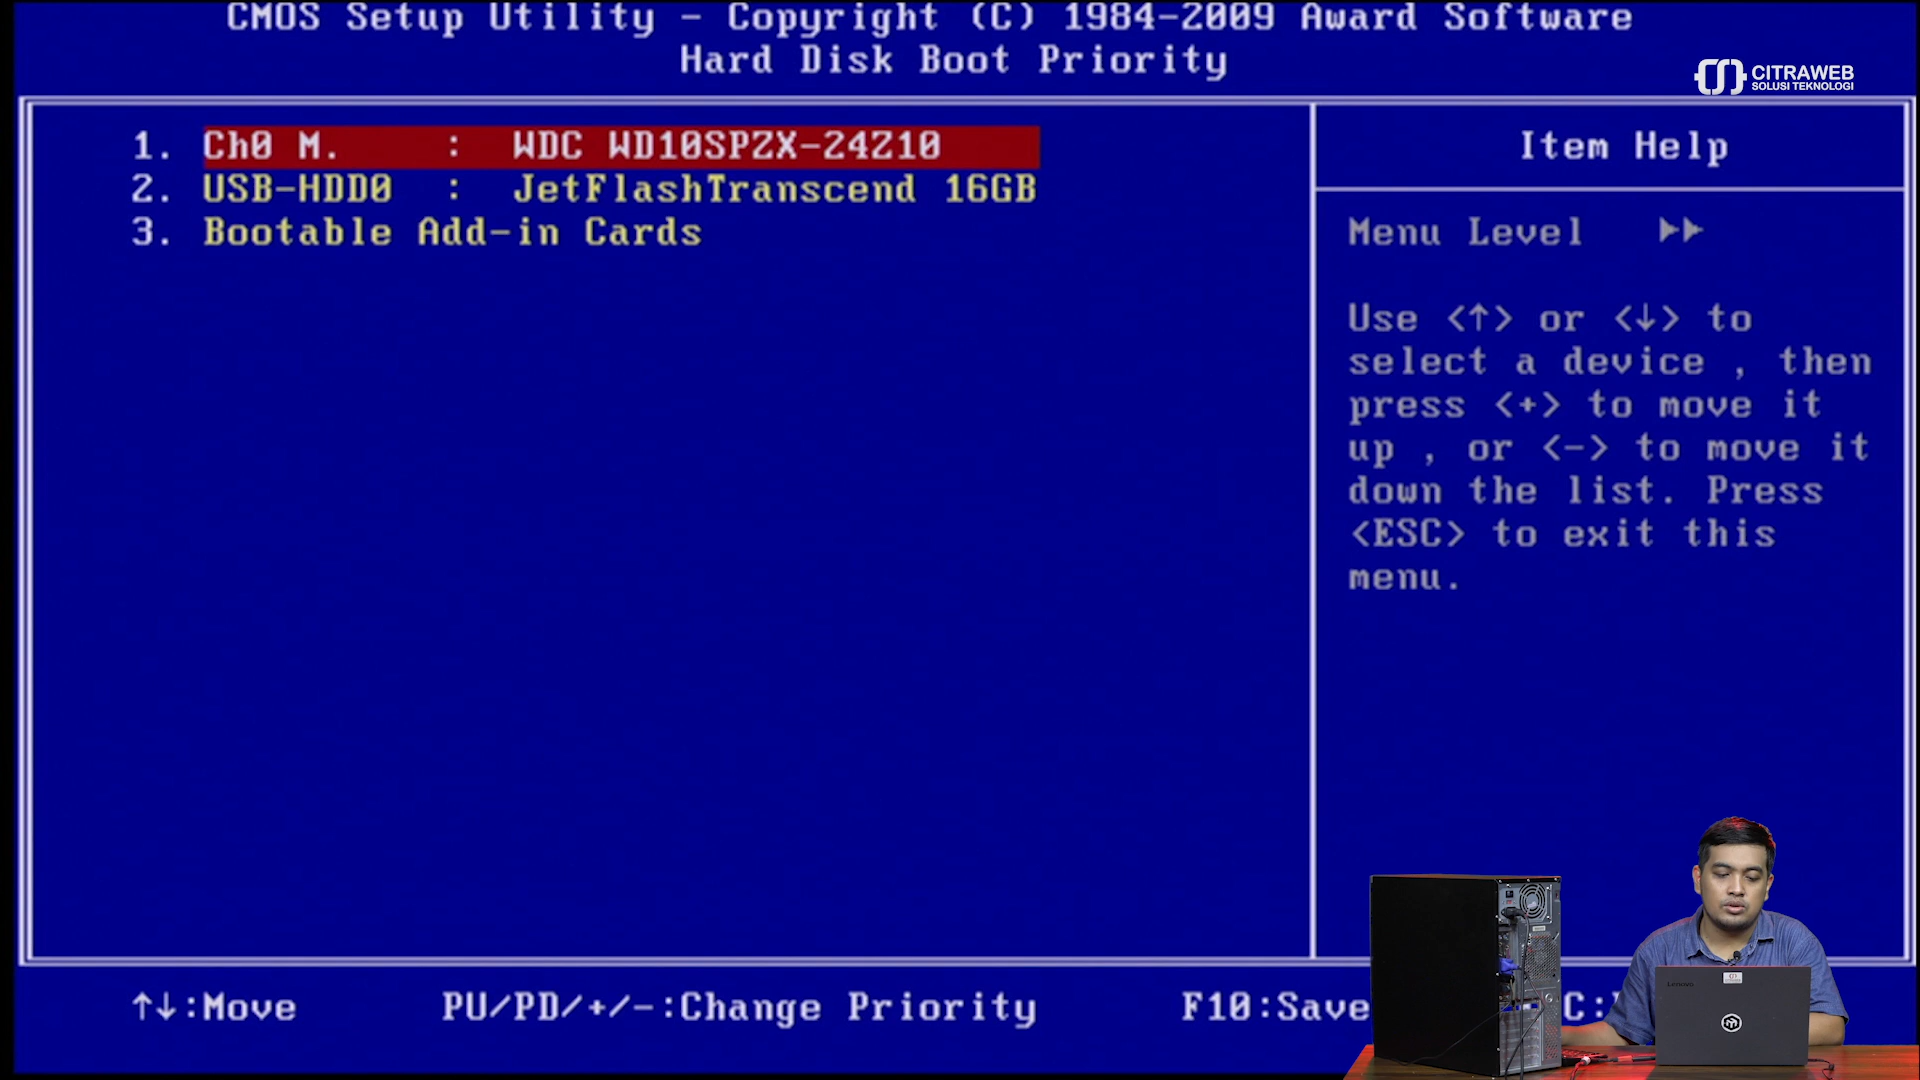 CMOS Setup Utility - Copyright (C) 1984-2009 Award Software
Hard Disk Boot Priority
CITRAWEB
SOLUSI TEKNOLOGI
1. Ch0 M. : WDC WD10SPZX-24Z10
2. USB-HDD0 : JetFlashTranscend 16GB
3. Bootable Add-in Cards
Item Help
Menu Level ▶▶
Use <↑> or <↓> to
select a device , then
press <+> to move it
up , or <-> to move it
down the list. Press
<ESC> to exit this
menu.
↑↓:Move PU/PD/+/-:Change Priority F10:Save
Lenovo